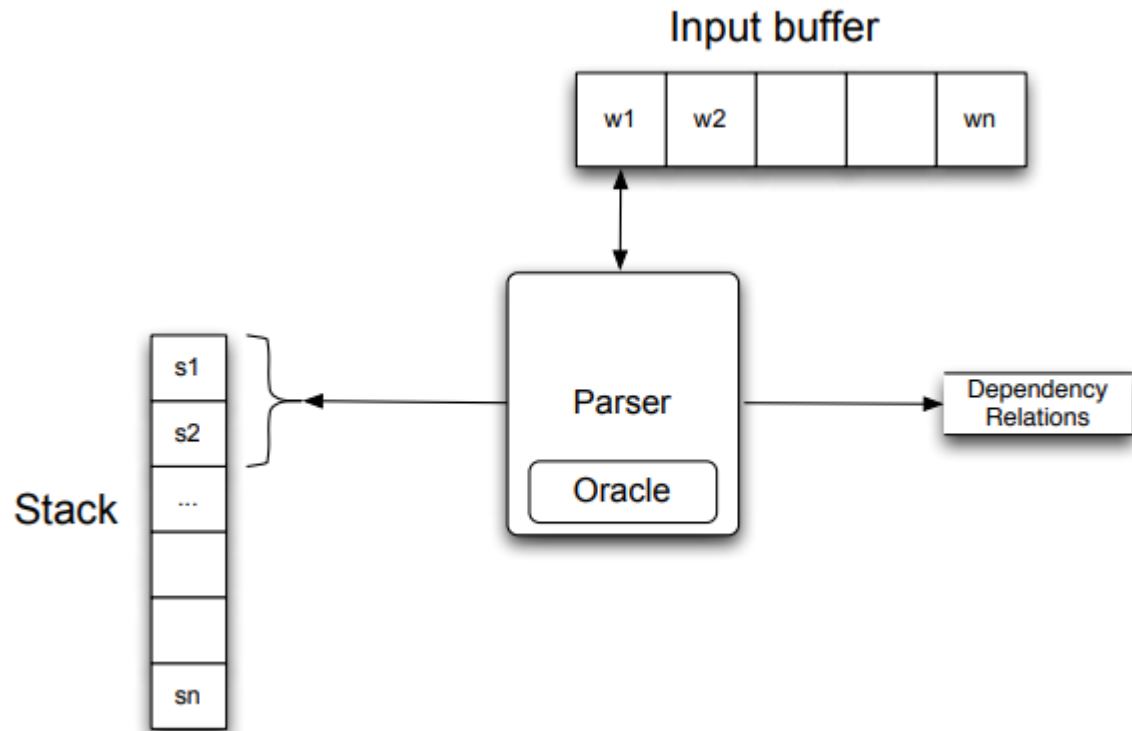 Input buffer
w1 w2 wn
s1
s2
...
sn
Stack
Parser
Oracle
Dependency
Relations